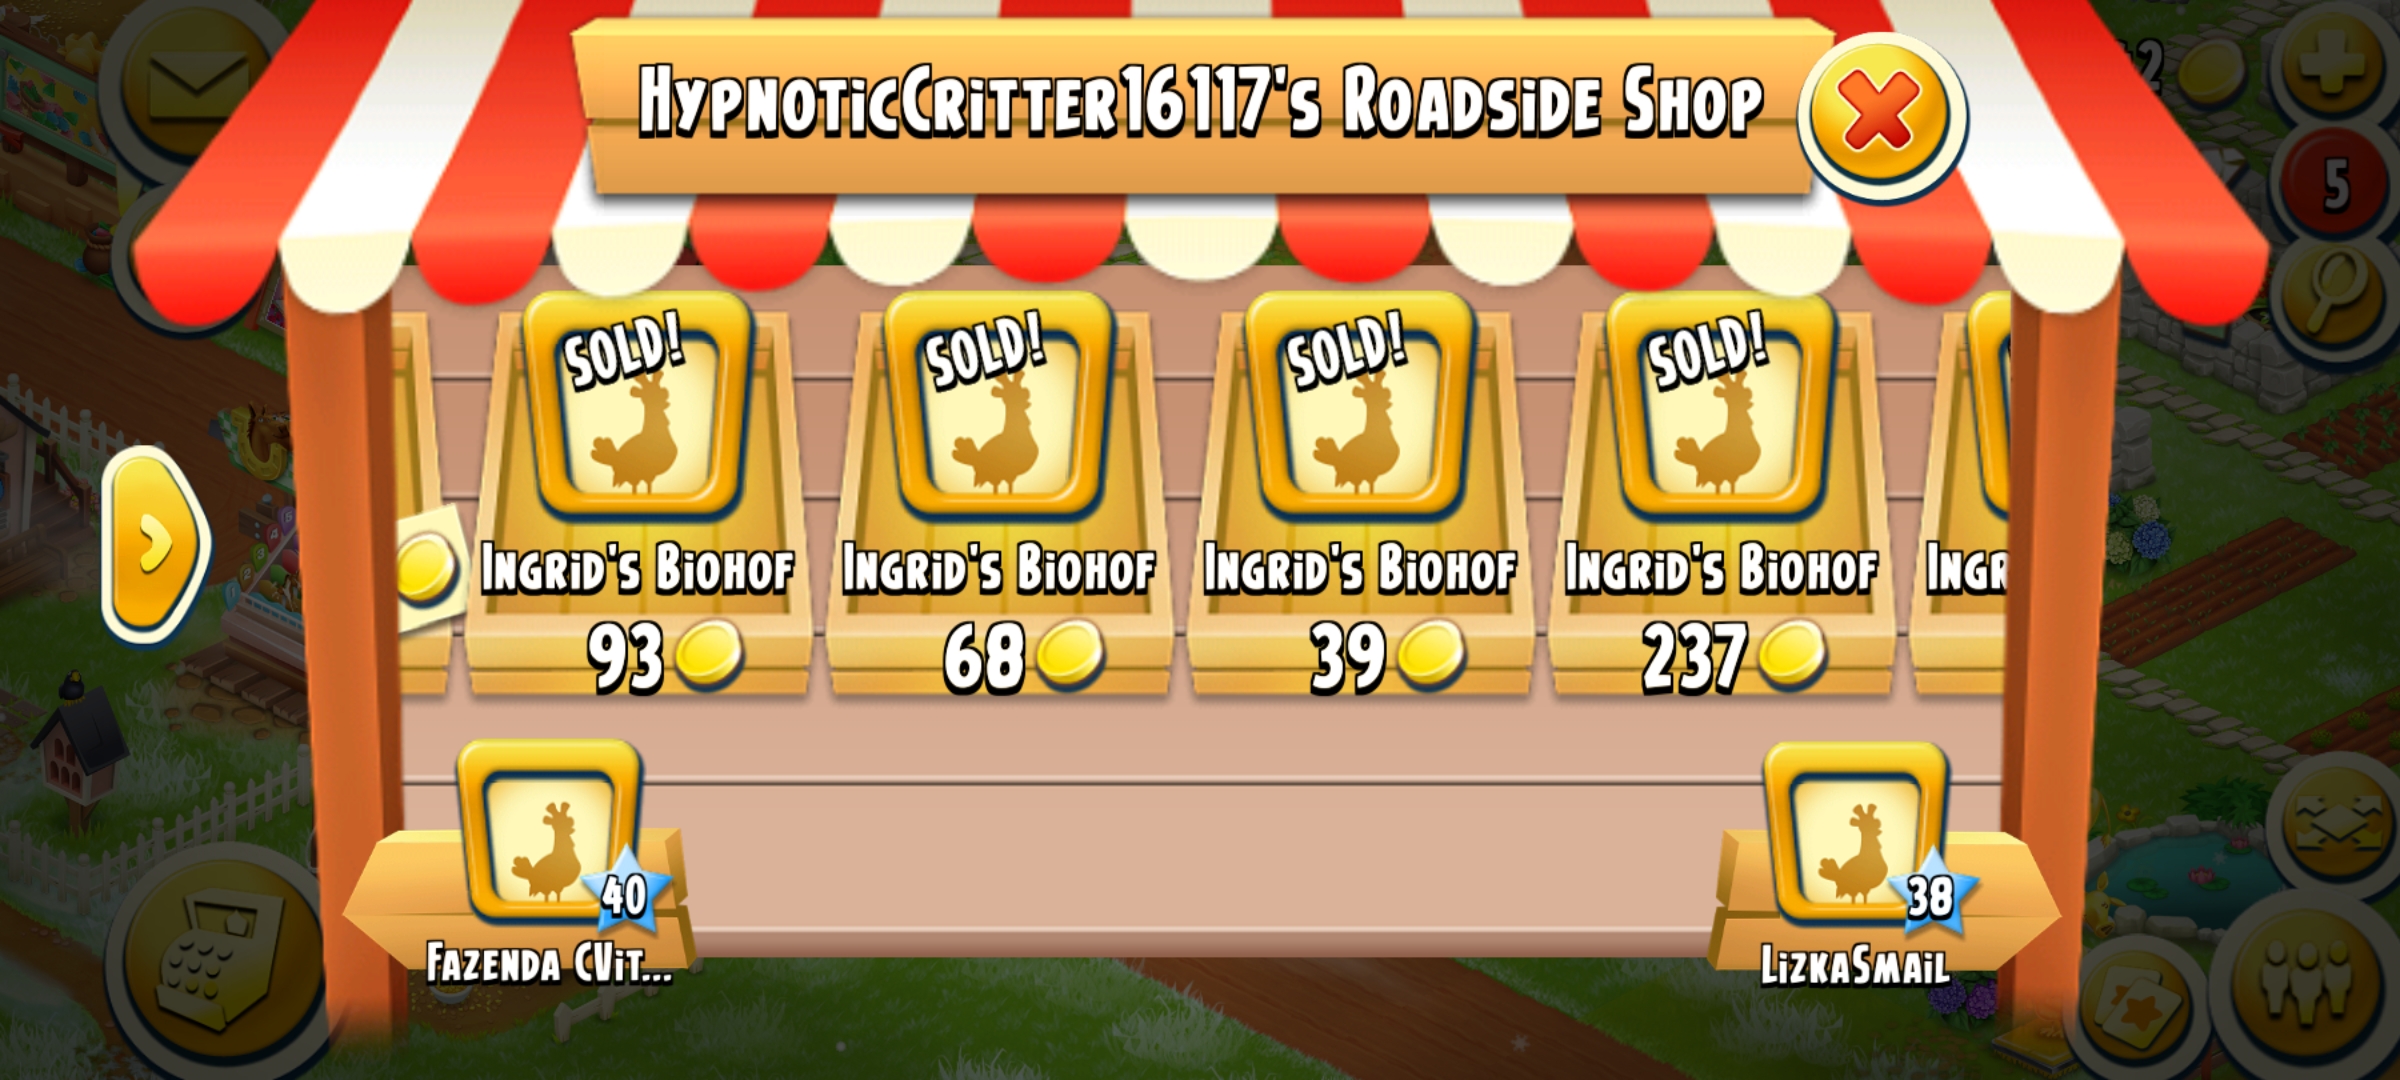 HypnoticCritter16117's Roadside Shop
5
SOLD! SOLD! SOLD! SOLD!
Ingrid's Biohof Ingrid's Biohof Ingrid's Biohof Ingrid's Biohof Ingr
93 68 39 237
40 38
Fazenda CVit... LizkaSmail